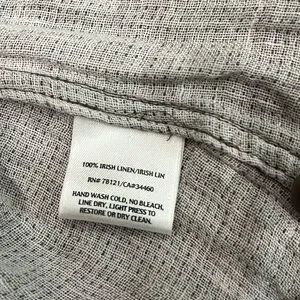 100% IRISH LINEN/IRISH LIN
RN# 78121/CA#34460
HAND WASH COLD. NO BLEACH,
LINE DRY, LIGHT PRESS TO
RESTORE OR DRY CLEAN.